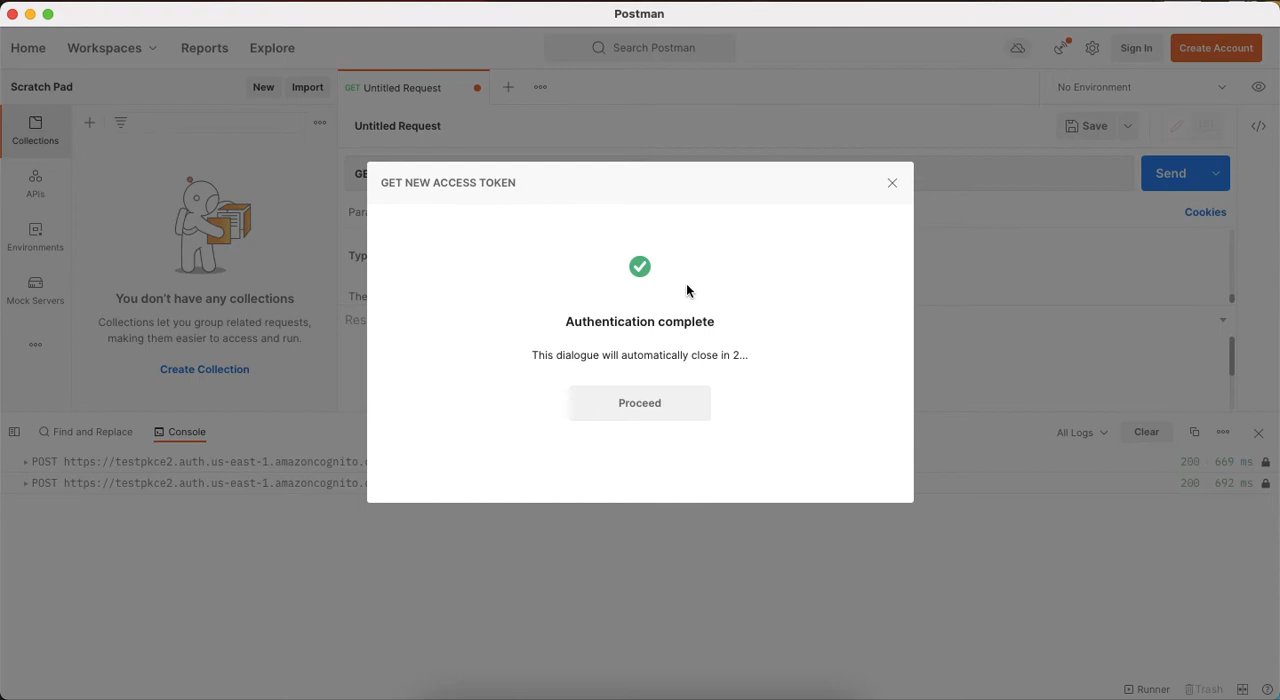 Postman
Home Workspaces Reports Explore Search Postman Sign In Create Account
Scratch Pad New Import GET Untitled Request No Environment
Collections
APIs
Environments
Mock Servers
You don't have any collections
Collections let you group related requests,
making them easier to access and run.
Create Collection
Untitled Request Save
GE Send
Para Cookies
Typ
The
Res
GET NEW ACCESS TOKEN
Authentication complete
This dialogue will automatically close in 2...
Proceed
Find and Replace Console All Logs Clear
POST https://testpkce2.auth.us-east-1.amazoncognito. 200 669 ms
POST https://testpkce2.auth.us-east-1.amazoncognito. 200 692 ms
Runner Trash